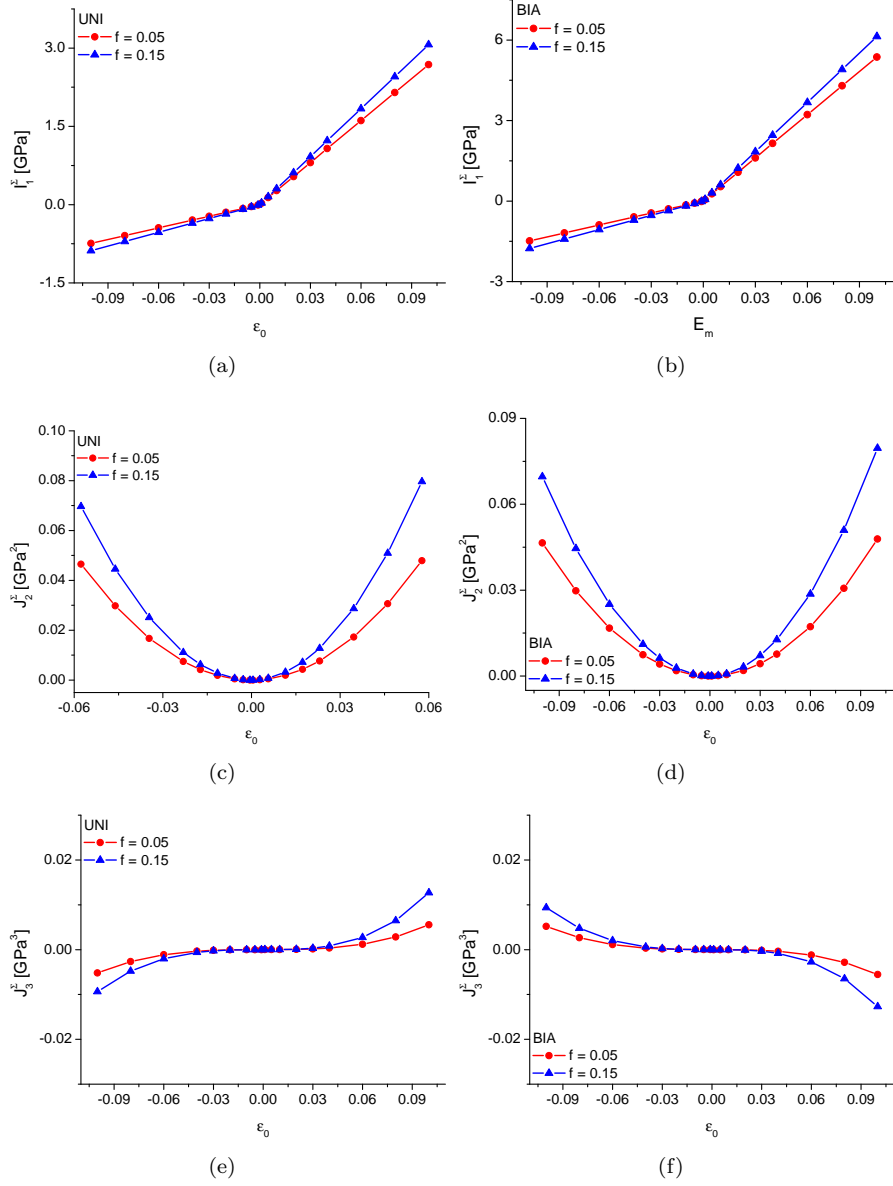 UNI
f = 0.05
f = 0.15
3.0
1.5
0.0
-1.5
I₁^Σ [GPa]
-0.09 -0.06 -0.03 0.00 0.03 0.06 0.09
ε₀
(a)
BIA
f = 0.05
f = 0.15
6
3
0
-3
I₁^Σ [GPa]
-0.09 -0.06 -0.03 0.00 0.03 0.06 0.09
E_m
(b)
0.10
UNI
f = 0.05
f = 0.15
0.08
0.06
0.04
0.02
0.00
J₂^Σ [GPa²]
-0.06 -0.03 0.00 0.03 0.06
ε₀
(c)
0.09
0.06
0.03
0.00
J₂^Σ [GPa²]
BIA
f = 0.05
f = 0.15
-0.09 -0.06 -0.03 0.00 0.03 0.06 0.09
ε₀
(d)
UNI
f = 0.05
f = 0.15
0.02
0.00
-0.02
J₃^Σ [GPa³]
-0.09 -0.06 -0.03 0.00 0.03 0.06 0.09
ε₀
(e)
0.02
0.00
-0.02
J₃^Σ [GPa³]
BIA
f = 0.05
f = 0.15
-0.09 -0.06 -0.03 0.00 0.03 0.06 0.09
ε₀
(f)